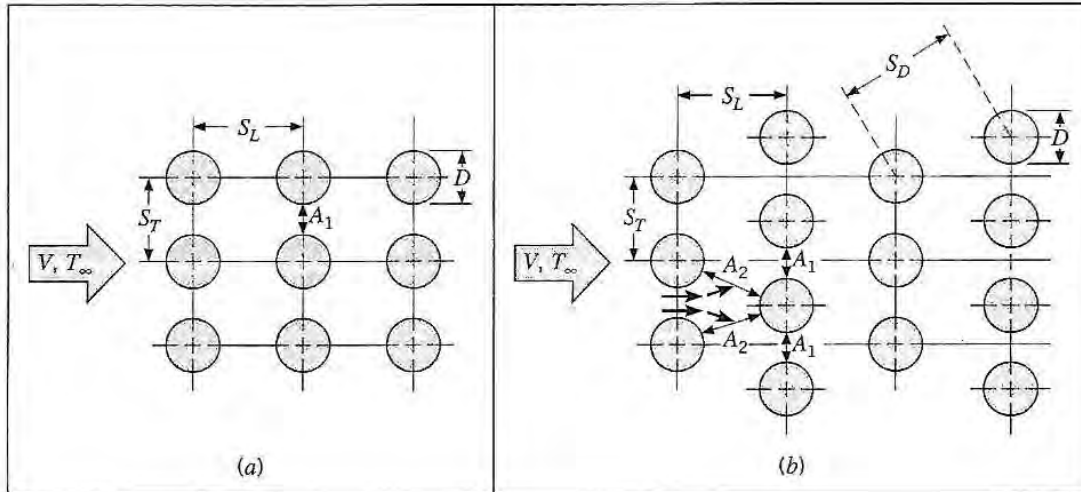 S_L
D
S_T
A_1
V, T_∞
(a)
S_D
S_L
D
S_T
A_2
A_1
V, T_∞
A_2
A_1
(b)